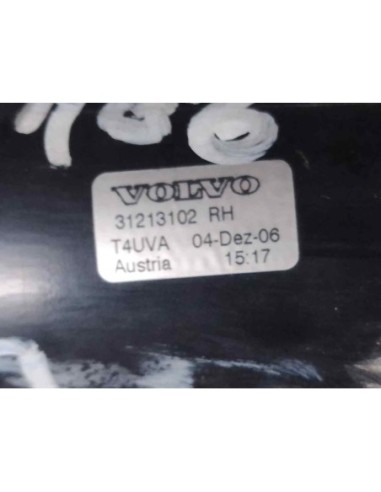 VOLVO
31213102 RH
T4UVA 04-Dez-06
Austria 15:17